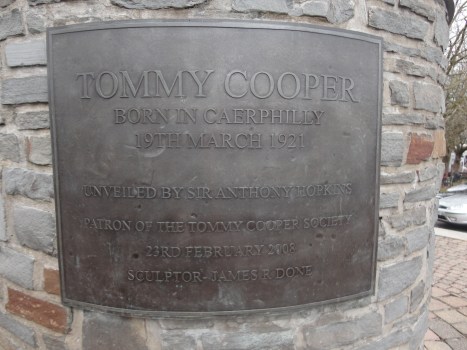 TOMMY COOPER
BORN IN CAERPHILLY
19TH MARCH 1921
UNVEILED BY SIR ANTHONY HOPKINS
PATRON OF THE TOMMY COOPER SOCIETY
23RD FEBRUARY 2008
SCULPTOR-JAMES R DONE